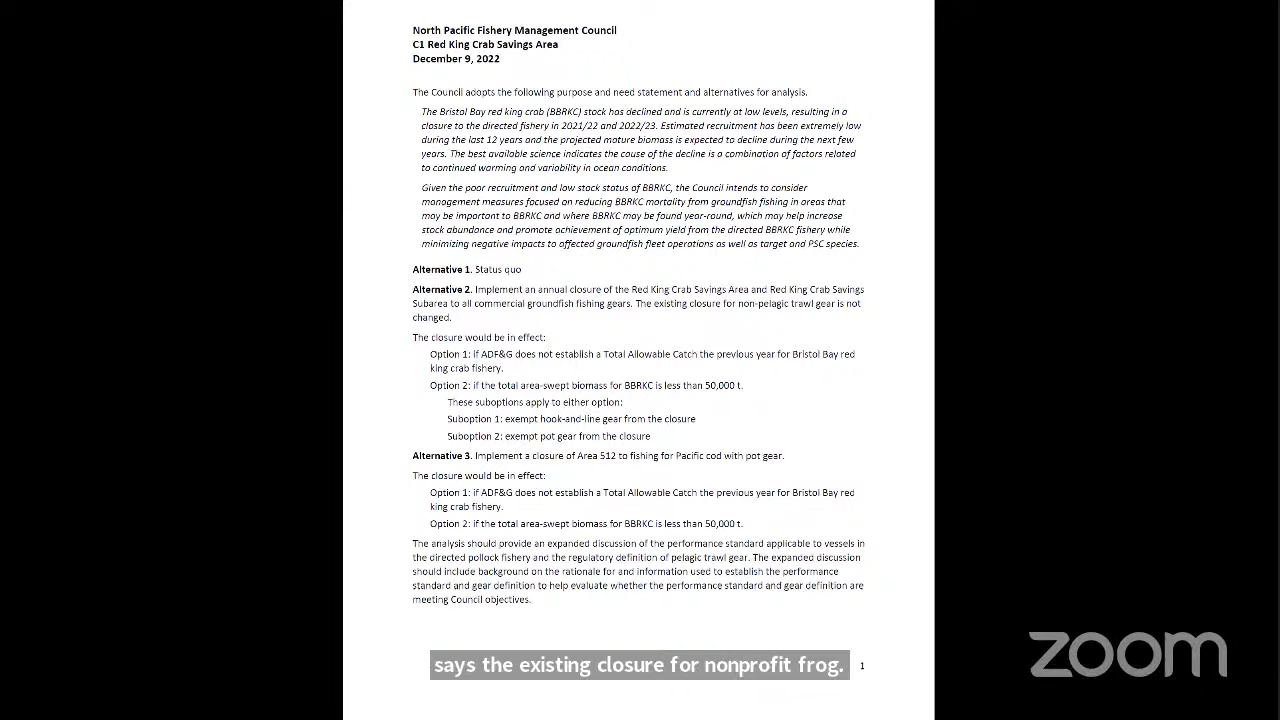 North Pacific Fishery Management Council
C1 Red King Crab Savings Area
December 9, 2022
The Council adopts the following purpose and need statement and alternatives for analysis.
The Bristol Bay red king crab (BBRKC) stock has declined and is currently at low levels, resulting in a
closure to the directed fishery in 2021/22 and 2022/23. Estimated recruitment has been extremely low
during the last 12 years and the projected mature biomass is expected to decline during the next few
years. The best available science indicates the cause of the decline is a combination of factors related
to continued warming and variability in ocean conditions.
Given the poor recruitment and low stock status of BBRKC, the Council intends to consider
management measures focused on reducing BBRKC mortality from groundfish fishing in areas that
may be important to BBRKC and where BBRKC may be found year-round, which may help increase
stock abundance and promote achievement of optimum yield from the directed BBRKC fishery while
minimizing negative impacts to affected groundfish fleet operations as well as target and PSC species.
Alternative 1. Status quo
Alternative 2. Implement an annual closure of the Red King Crab Savings Area and Red King Crab Savings
Subarea to all commercial groundfish fishing gears. The existing closure for non-pelagic trawl gear is not
changed.
The closure would be in effect:
Option 1: if ADF&G does not establish a Total Allowable Catch the previous year for Bristol Bay red
king crab fishery.
Option 2: if the total area-swept biomass for BBRKC is less than 50,000 t.
These suboptions apply to either option:
Suboption 1: exempt hook-and-line gear from the closure
Suboption 2: exempt pot gear from the closure
Alternative 3. Implement a closure of Area 512 to fishing for Pacific cod with pot gear.
The closure would be in effect:
Option 1: if ADF&G does not establish a Total Allowable Catch the previous year for Bristol Bay red
king crab fishery.
Option 2: if the total area-swept biomass for BBRKC is less than 50,000 t.
The analysis should provide an expanded discussion of the performance standard applicable to vessels in
the directed pollock fishery and the regulatory definition of pelagic trawl gear. The expanded discussion
should include background on the rationale for and information used to establish the performance
standard and gear definition to help evaluate whether the performance standard and gear definition are
meeting Council objectives.
says the existing closure for nonprofit frog.
1
zoom